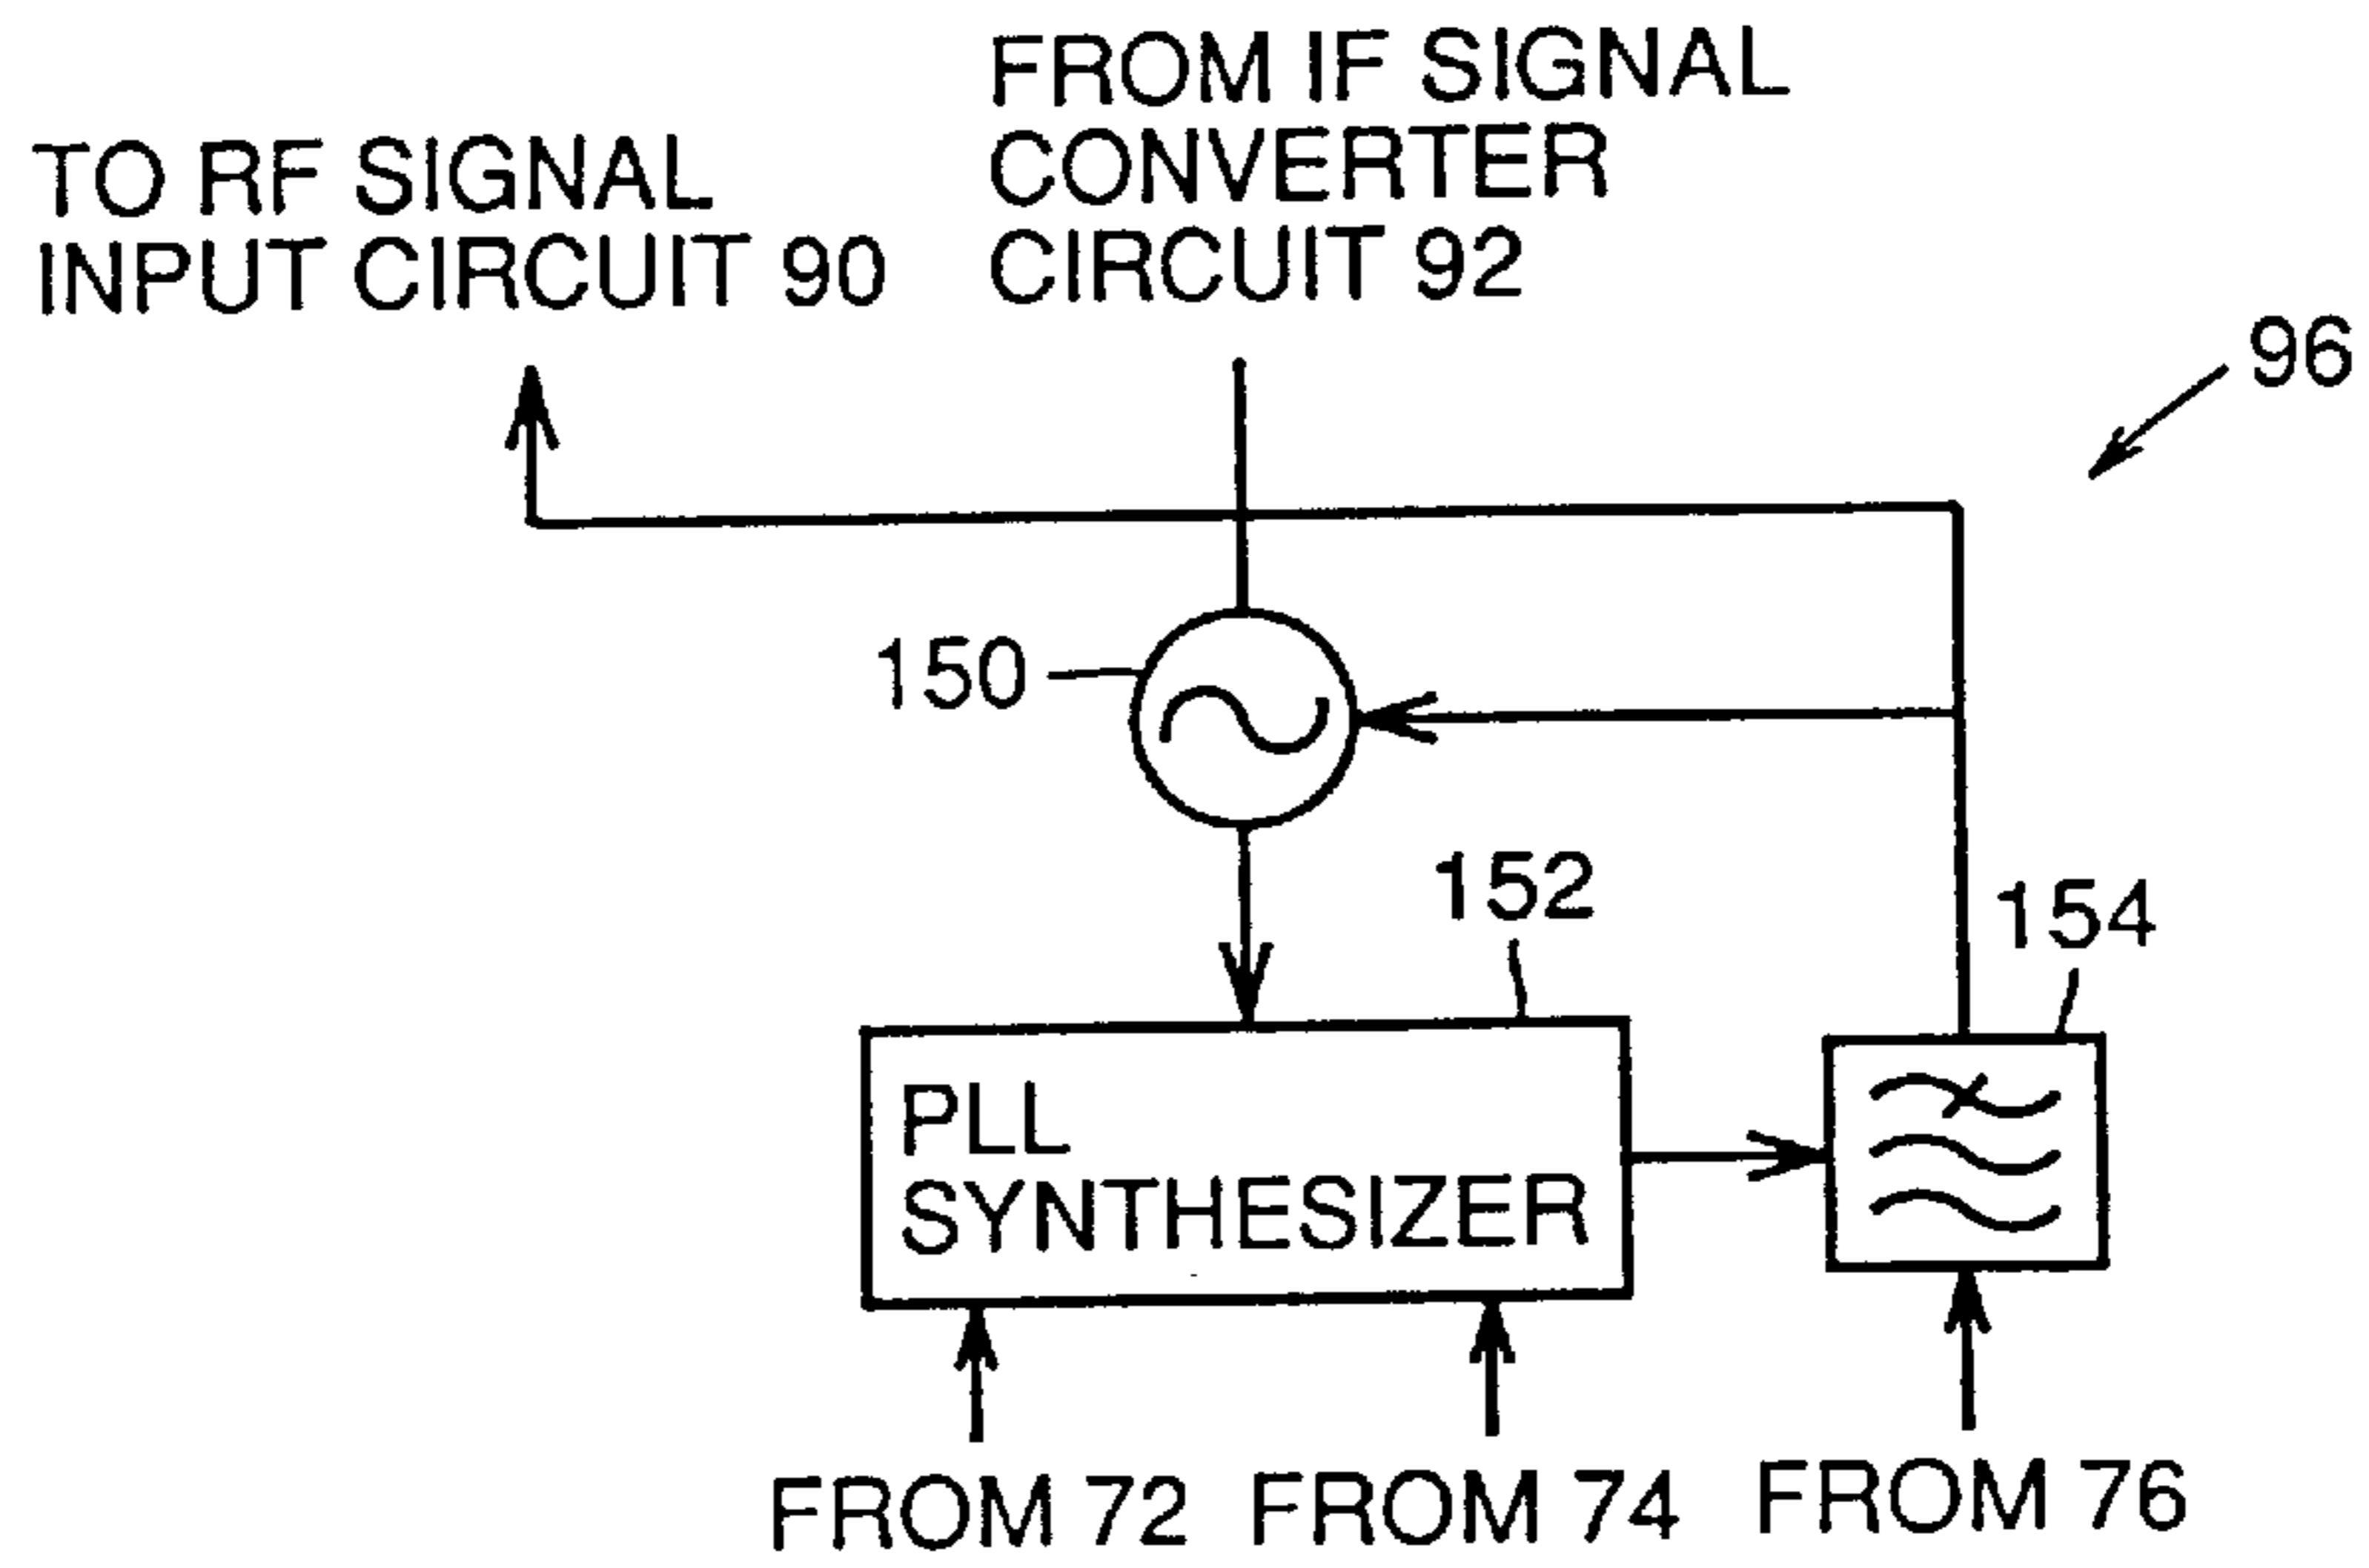 FROM IF SIGNAL
CONVERTER
CIRCUIT 92
TO RF SIGNAL
INPUT CIRCUIT 90
96
150
152
154
PLL
SYNTHESIZER
FROM 72
FROM 74
FROM 76